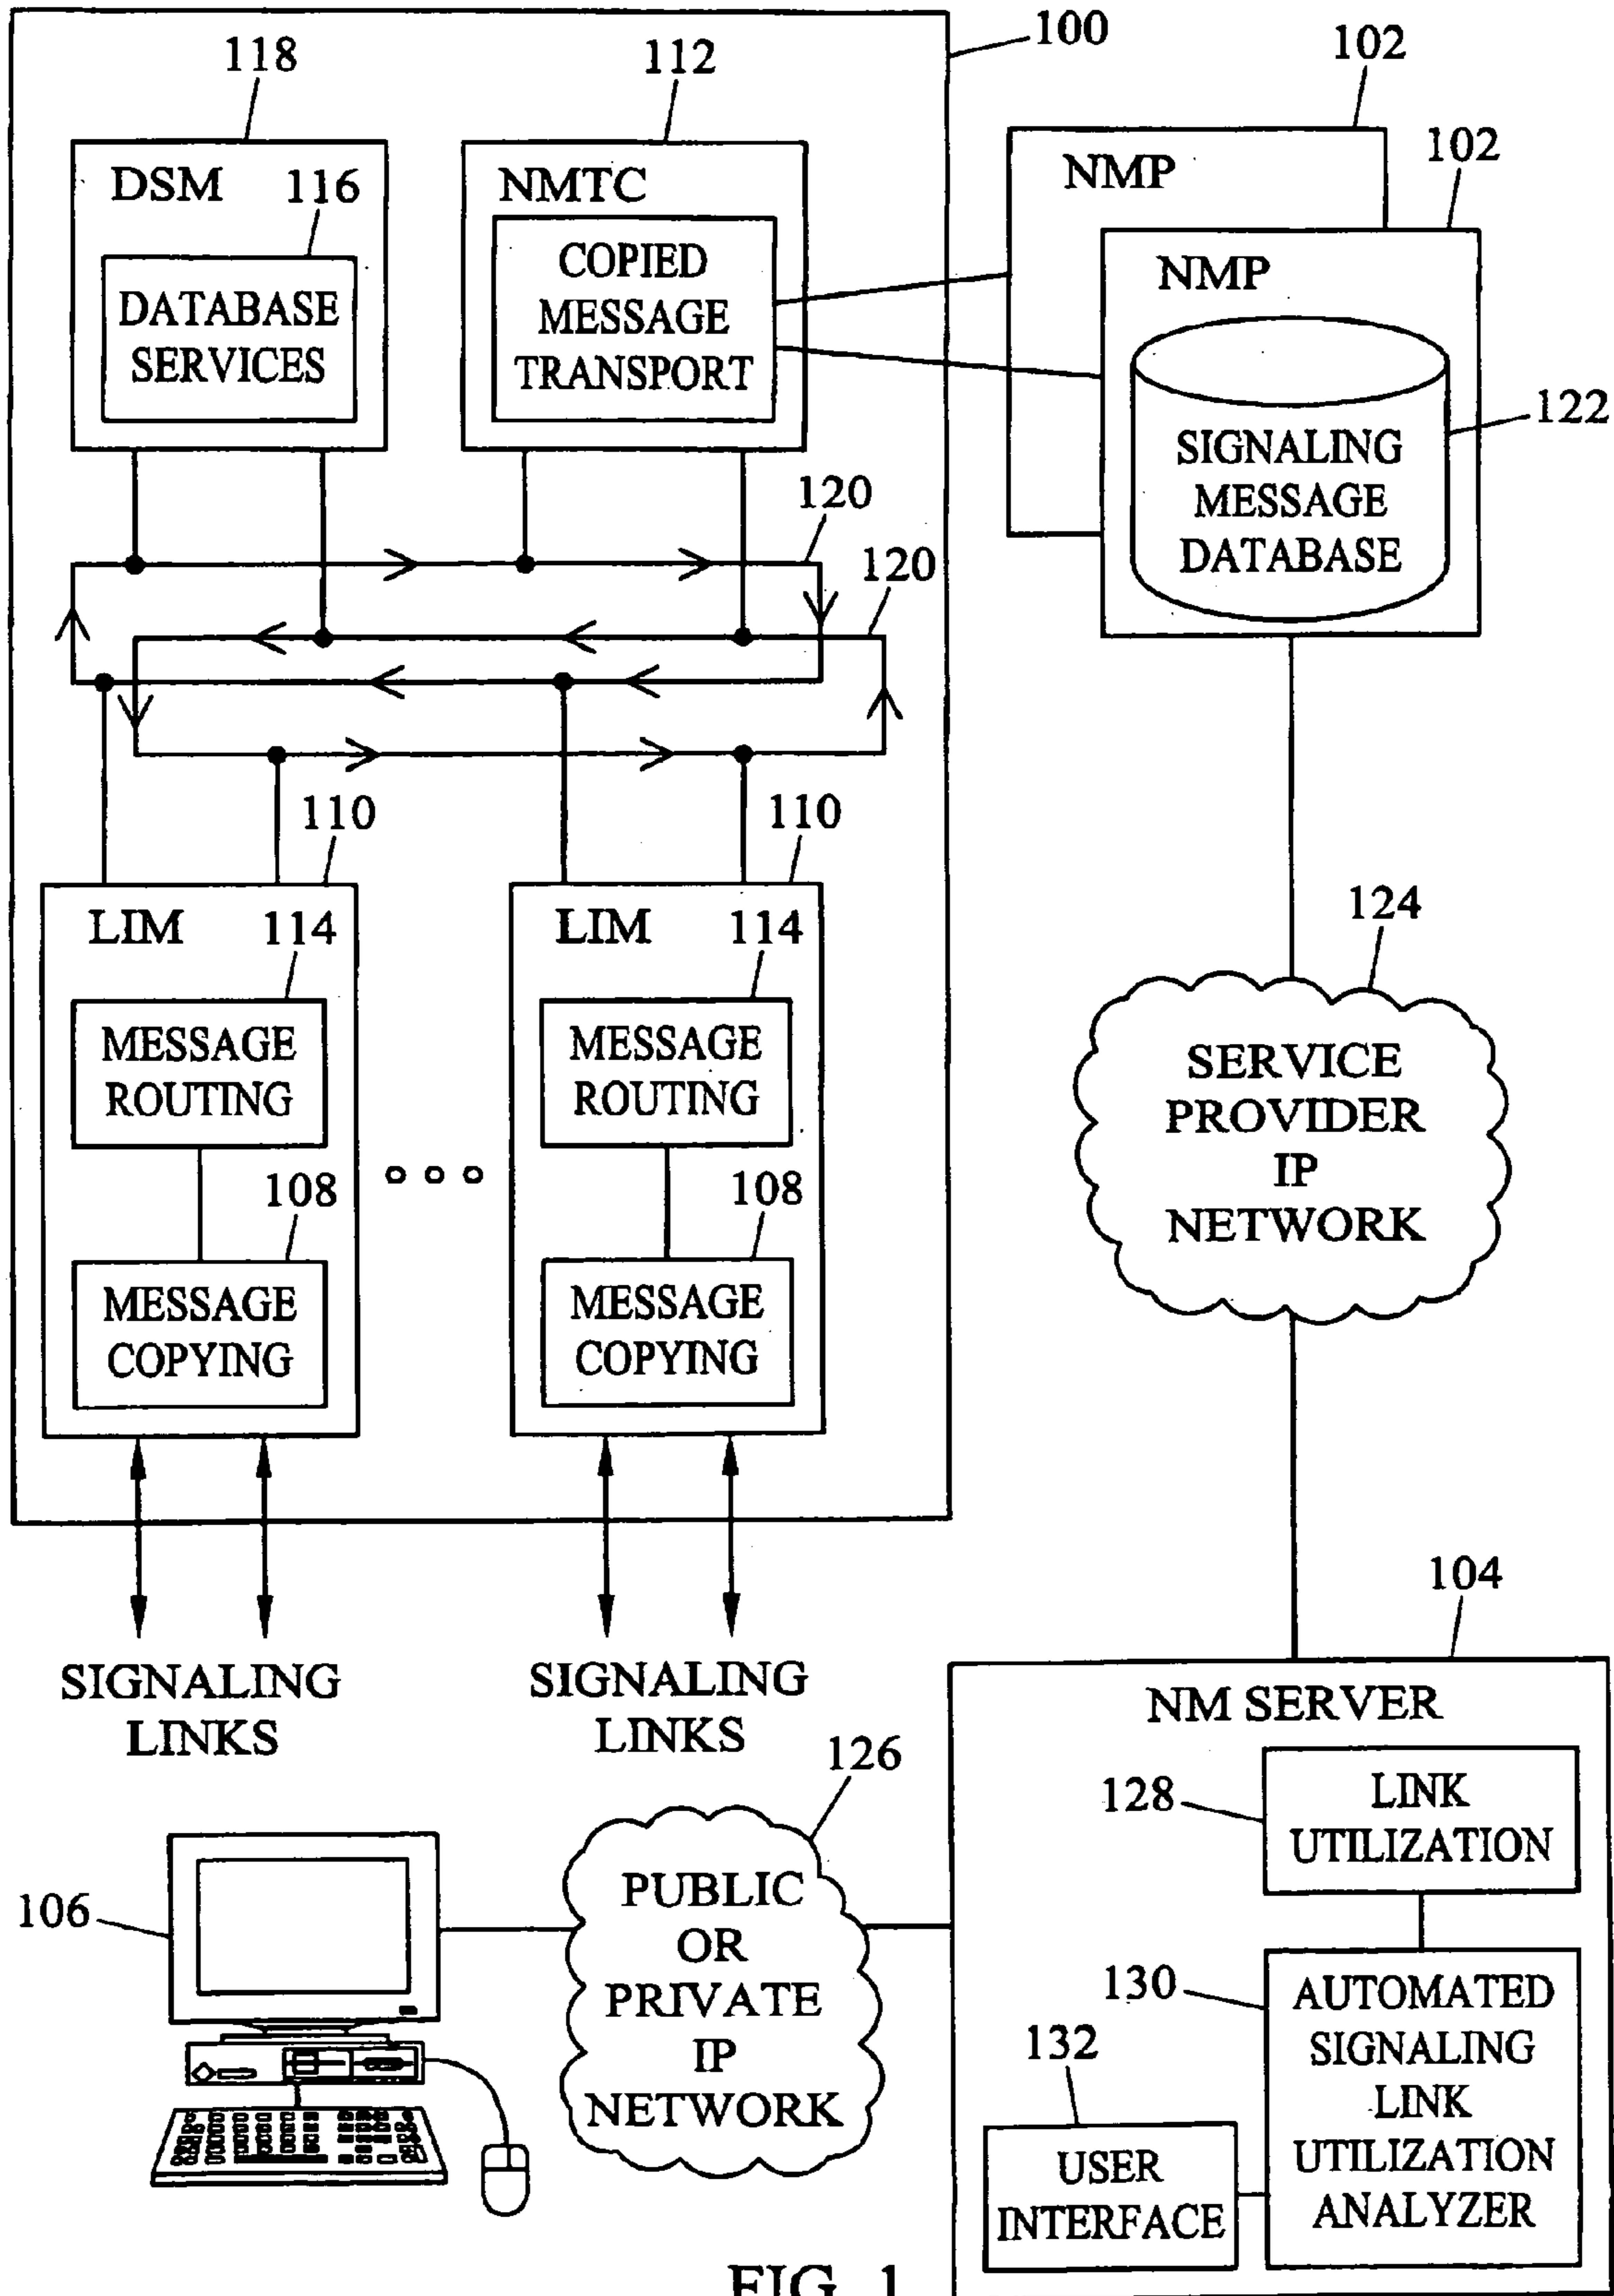 100
118
112
102
102
DSM
116
DATABASE
SERVICES
NMTC
COPIED
MESSAGE
TRANSPORT
NMP
NMP
122
SIGNALING
MESSAGE
DATABASE
120
120
110
110
LIM
114
MESSAGE
ROUTING
108
MESSAGE
COPYING
LIM
114
MESSAGE
ROUTING
108
MESSAGE
COPYING
SIGNALING
LINKS
SIGNALING
LINKS
124
SERVICE
PROVIDER
IP
NETWORK
104
NM SERVER
128
LINK
UTILIZATION
130
AUTOMATED
SIGNALING
LINK
UTILIZATION
ANALYZER
132
USER
INTERFACE
126
PUBLIC
OR
PRIVATE
IP
NETWORK
106
FIG. 1